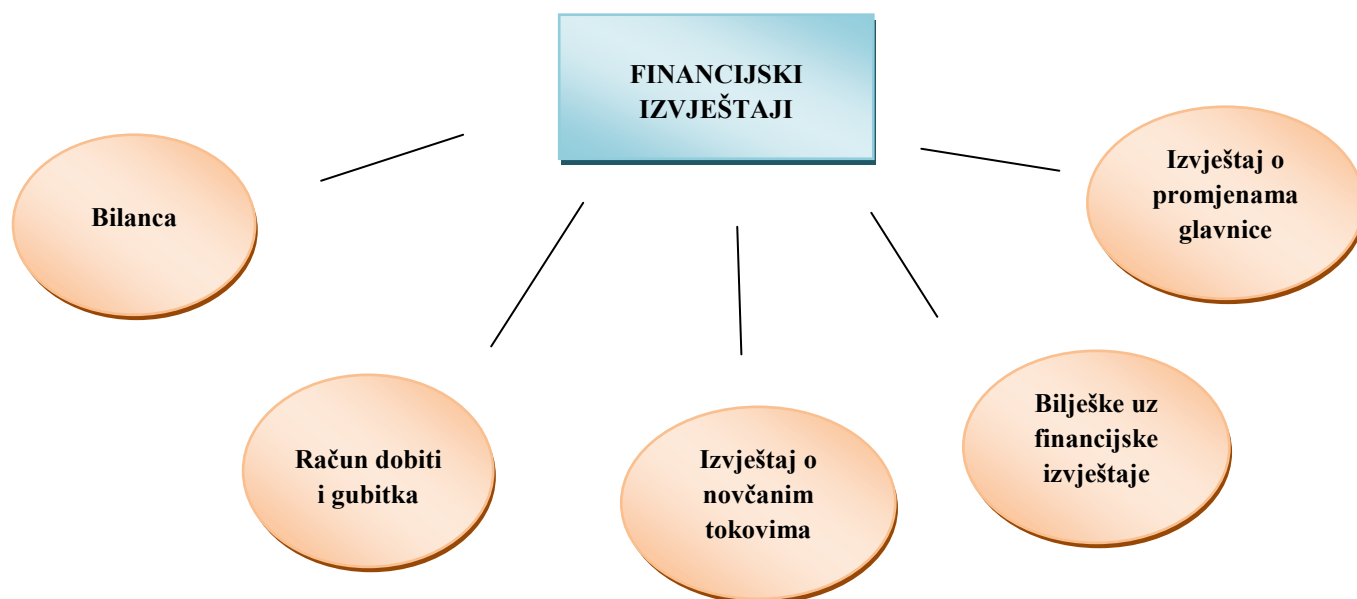 FINANCIJSKI
IZVJEŠTAJI
Bilanca
Račun dobiti
i gubitka
Izvještaj o
novčanim
tokovima
Bilješke uz
financijske
izvještaje
Izvještaj o
promjenama
glavnice